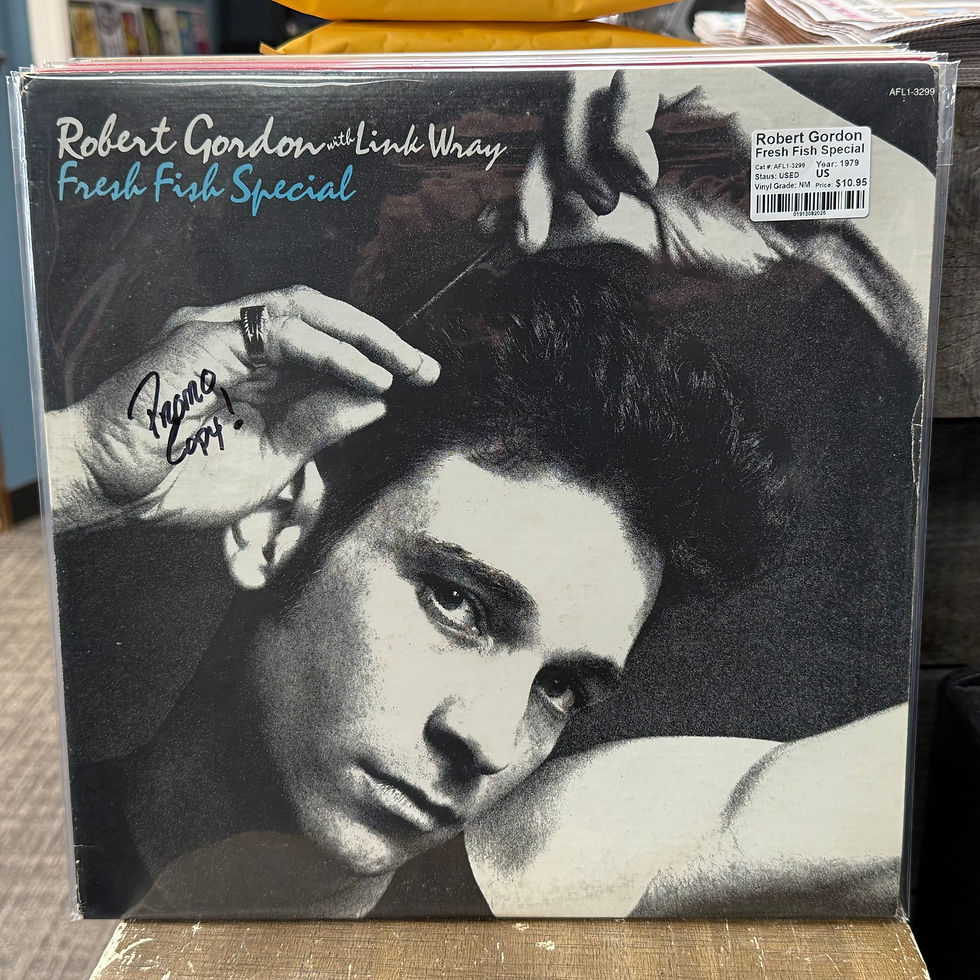 AFL1-3299
Robert Gordon with Link Wray
Fresh Fish Special
Robert Gordon
Fresh Fish Special
Cat #: AFL1-3299 Year: 1979
Staus: USED US
Vinyl Grade: NM Price: $10.95
01912082025
Promo
Copy!